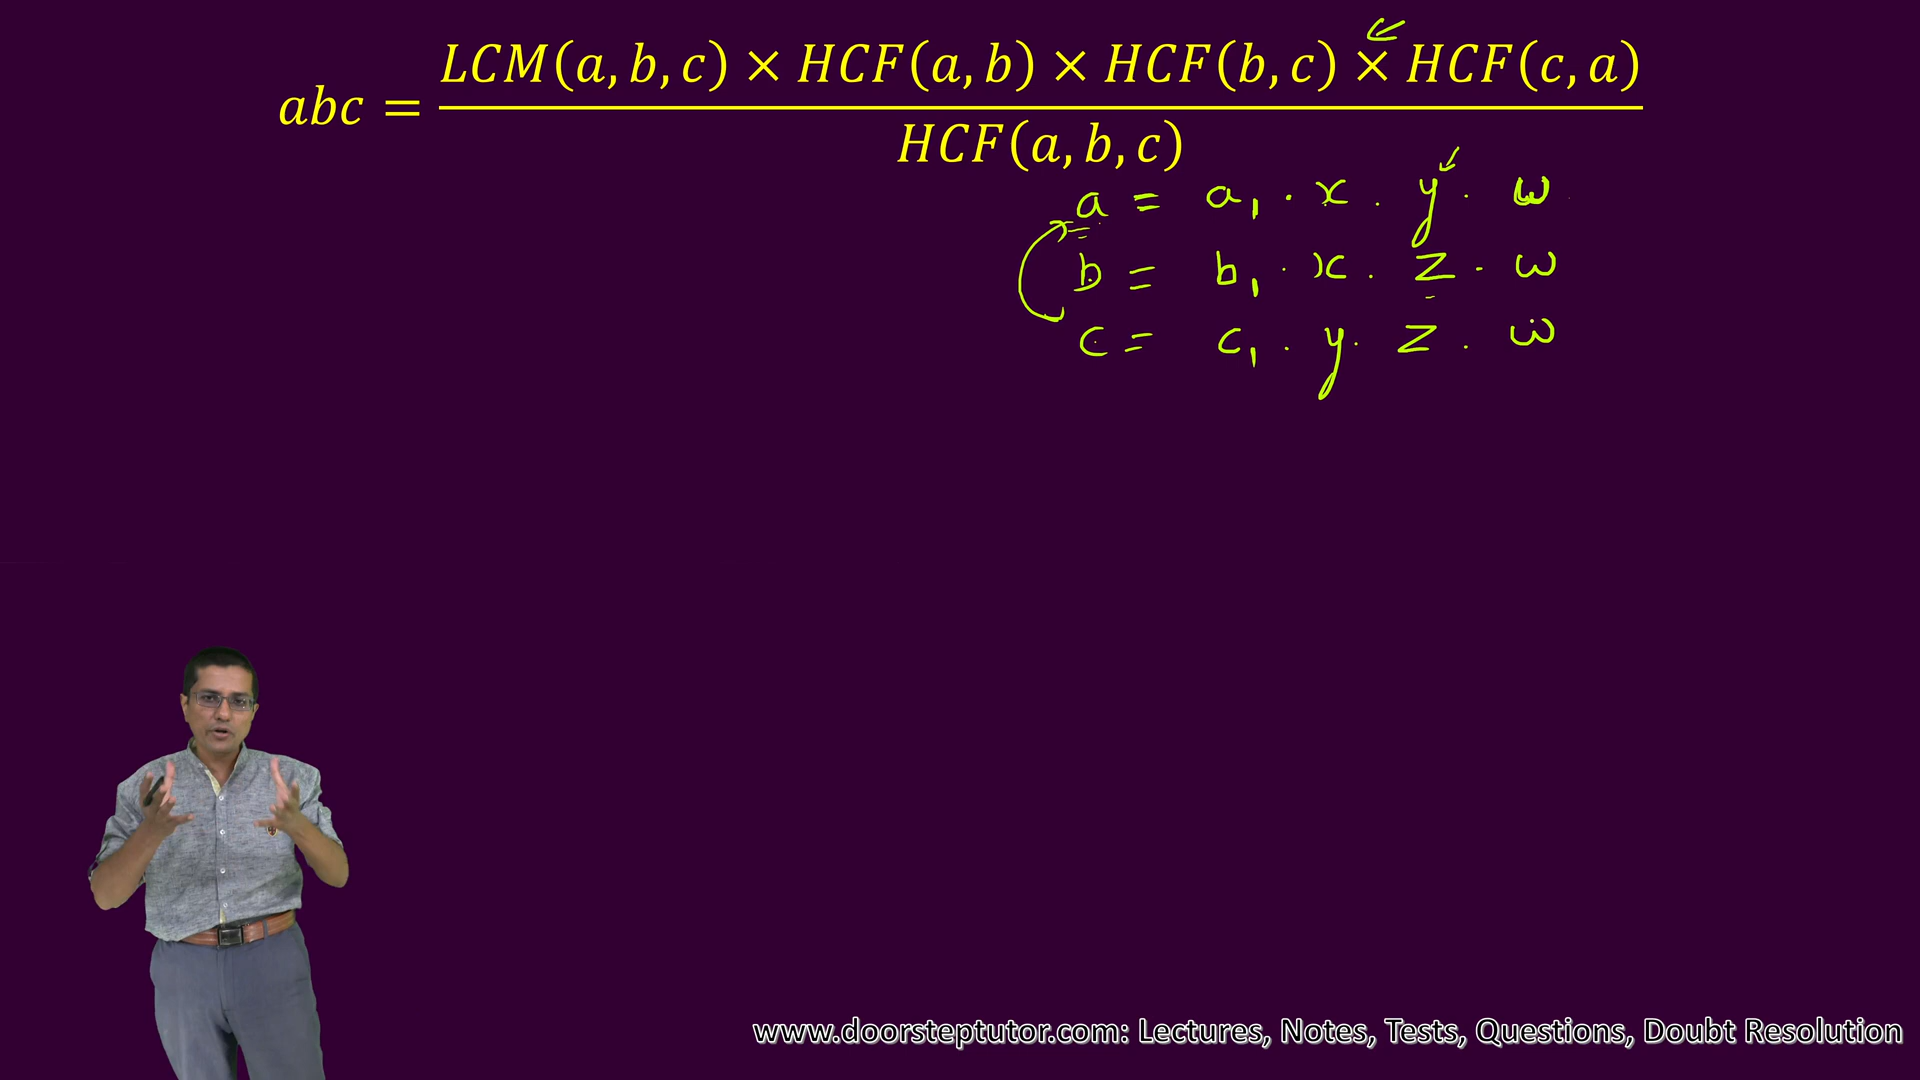 abc = LCM(a, b, c) × HCF(a, b) × HCF(b, c) × HCF(c, a)
HCF(a, b, c)
a = a₁ . x . y . w
b = b₁ . x . z . w
c = c₁ . y . z . w
www.doorsteptutor.com: Lectures, Notes, Tests, Questions, Doubt Resolution